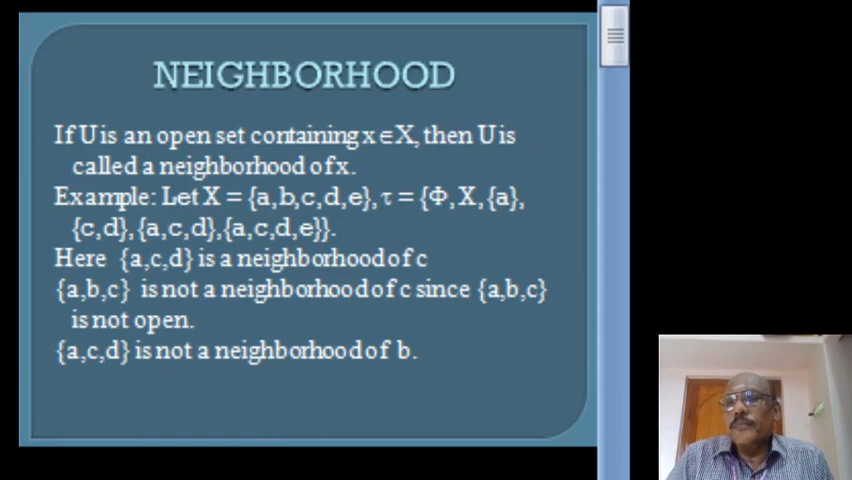 NEIGHBORHOOD
If U is an open set containing x ∈ X, then U is
called a neighborhood of x.
Example: Let X = {a,b,c,d,e}, τ = {Φ, X, {a},
{c,d},{a,c,d},{a,c,d,e}}.
Here {a,c,d} is a neighborhood of c
{a,b,c} is not a neighborhood of c since {a,b,c}
is not open.
{a,c,d} is not a neighborhood of b.